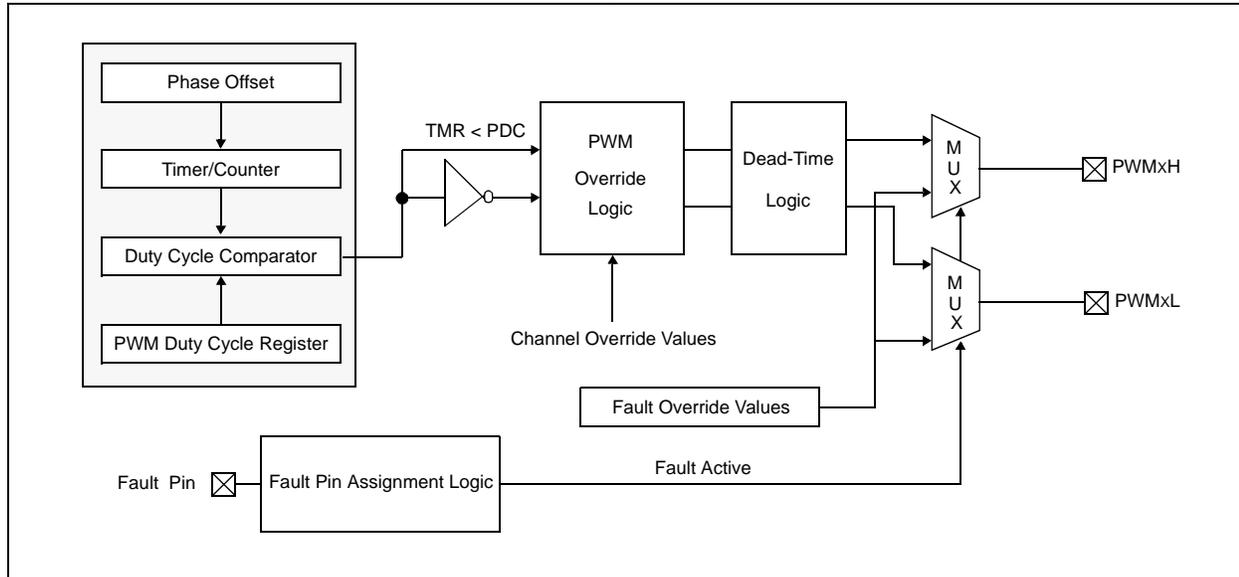 Phase Offset
Timer/Counter
Duty Cycle Comparator
PWM Duty Cycle Register
TMR < PDC
PWM
Override
Logic
Channel Override Values
Dead-Time
Logic
M
U
X
PWMxH
M
U
X
PWMxL
Fault Override Values
Fault Pin
Fault Pin Assignment Logic
Fault Active